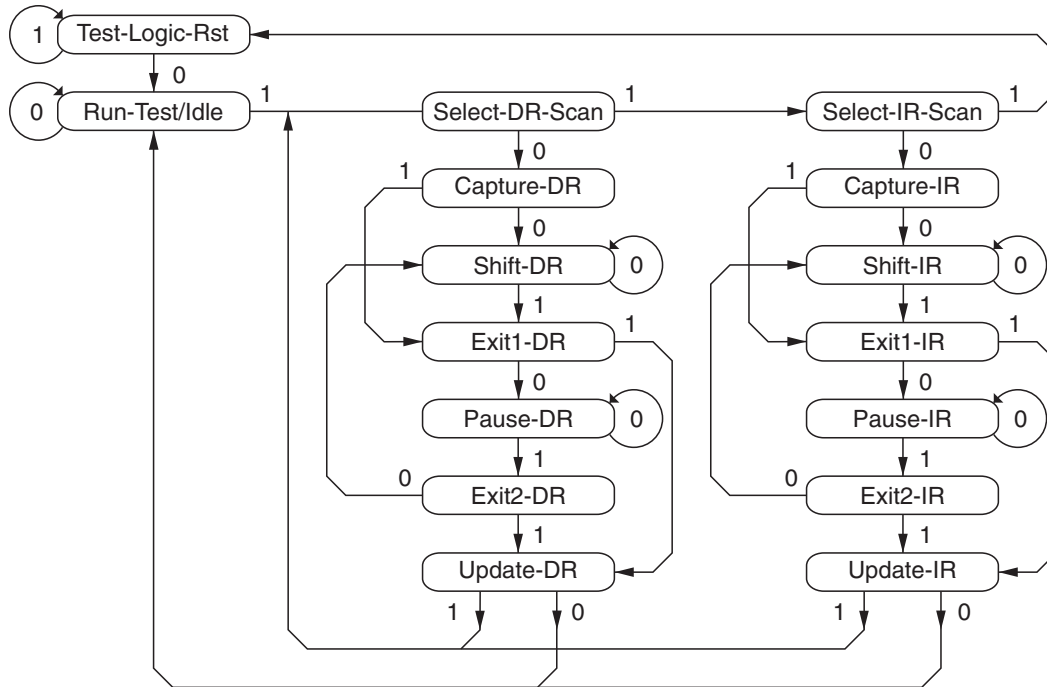 1 Test-Logic-Rst
0
0 Run-Test/Idle 1 Select-DR-Scan 1 Select-IR-Scan 1
0 0
1 Capture-DR 1 Capture-IR
0 0
Shift-DR 0 Shift-IR 0
1 1
Exit1-DR 1 Exit1-IR 1
0 0
Pause-DR 0 Pause-IR 0
1 1
0 Exit2-DR 0 Exit2-IR
1 1
Update-DR Update-IR
1 0 1 0